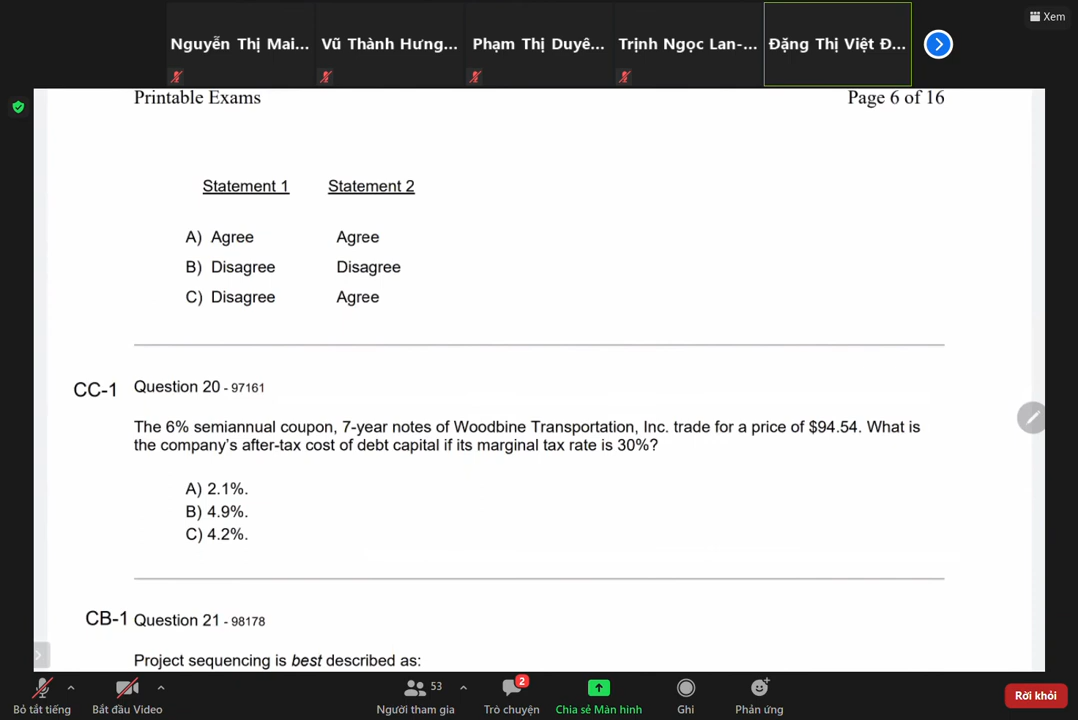 Nguyễn Thị Mai... Vũ Thành Hưng... Phạm Thị Duyê... Trịnh Ngọc Lan-... Đặng Thị Việt Đ...
Xem
Printable Exams Page 6 of 16
Statement 1 Statement 2
A) Agree Agree
B) Disagree Disagree
C) Disagree Agree
CC-1 Question 20 - 97161
The 6% semiannual coupon, 7-year notes of Woodbine Transportation, Inc. trade for a price of $94.54. What is
the company's after-tax cost of debt capital if its marginal tax rate is 30%?
A) 2.1%.
B) 4.9%.
C) 4.2%.
CB-1 Question 21 - 98178
Project sequencing is best described as:
53 2
Bỏ tắt tiếng Bắt đầu Video Người tham gia Trò chuyện Chia sẻ Màn hình Ghi Phản ứng Rời khỏi